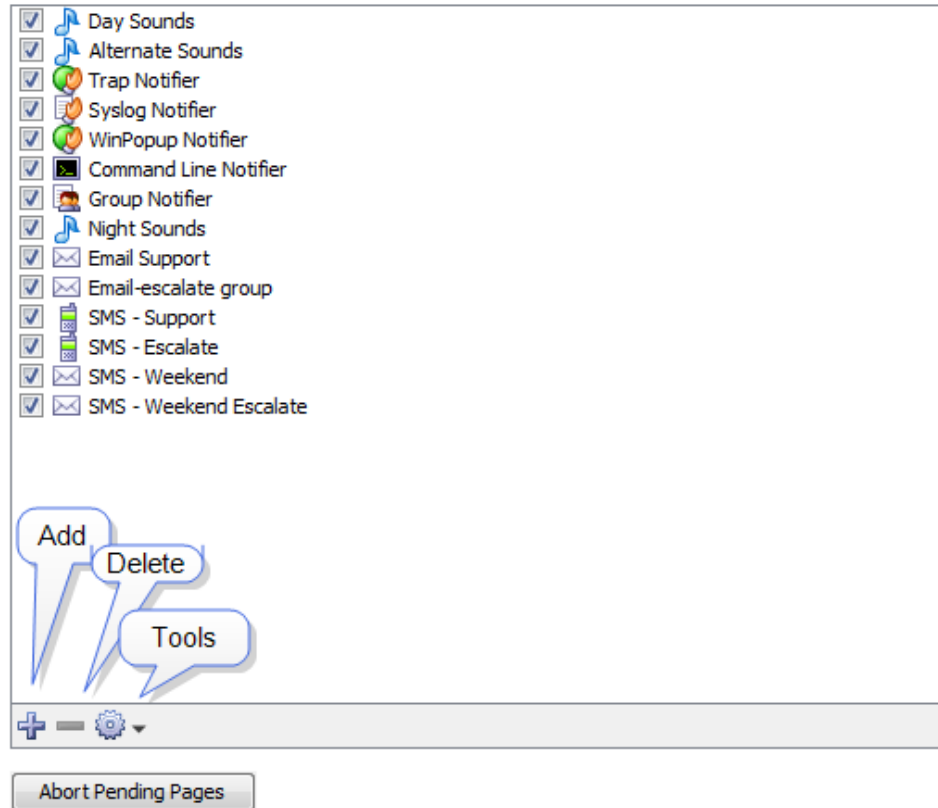 Day Sounds
Alternate Sounds
Trap Notifier
Syslog Notifier
WinPopup Notifier
Command Line Notifier
Group Notifier
Night Sounds
Email Support
Email-escalate group
SMS - Support
SMS - Escalate
SMS - Weekend
SMS - Weekend Escalate
Add
Delete
Tools
Abort Pending Pages